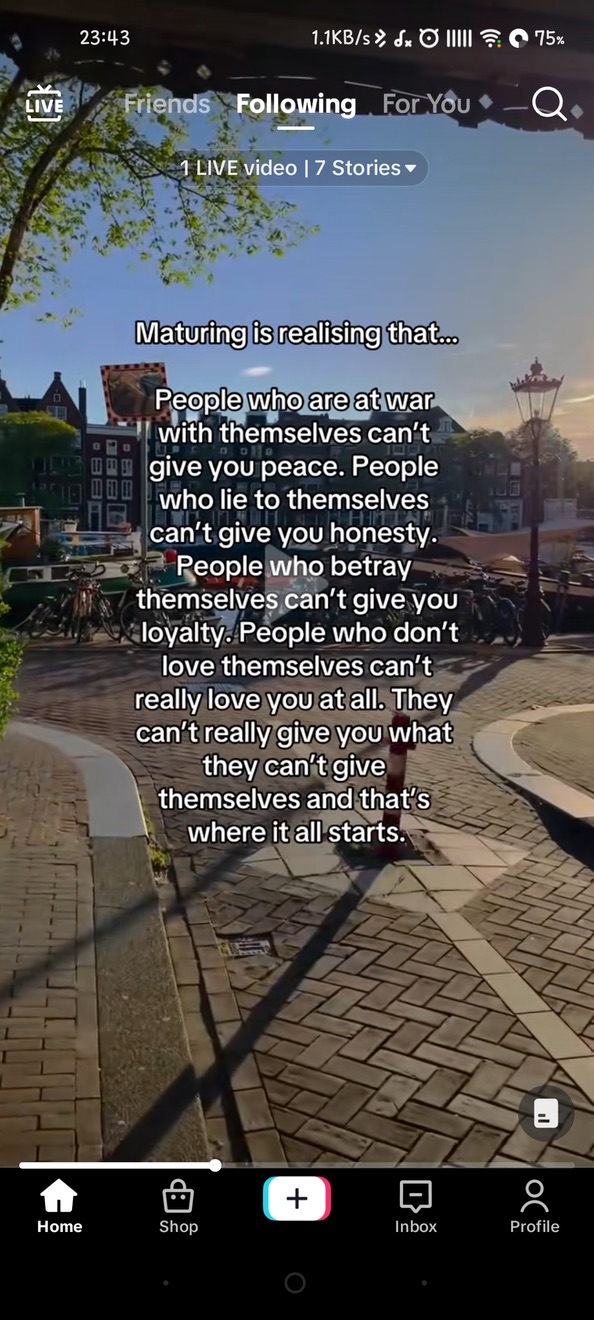 23:43
1.1KB/s
75%
LIVE
Friends
Following
For You
1 LIVE video | 7 Stories
Maturing is realising that...
People who are at war
with themselves can't
give you peace. People
who lie to themselves
can't give you honesty.
People who betray
themselves can't give you
loyalty. People who don't
love themselves can't
really love you at all. They
can't really give you what
they can't give
themselves and that's
where it all starts.
Home
Shop
Inbox
Profile